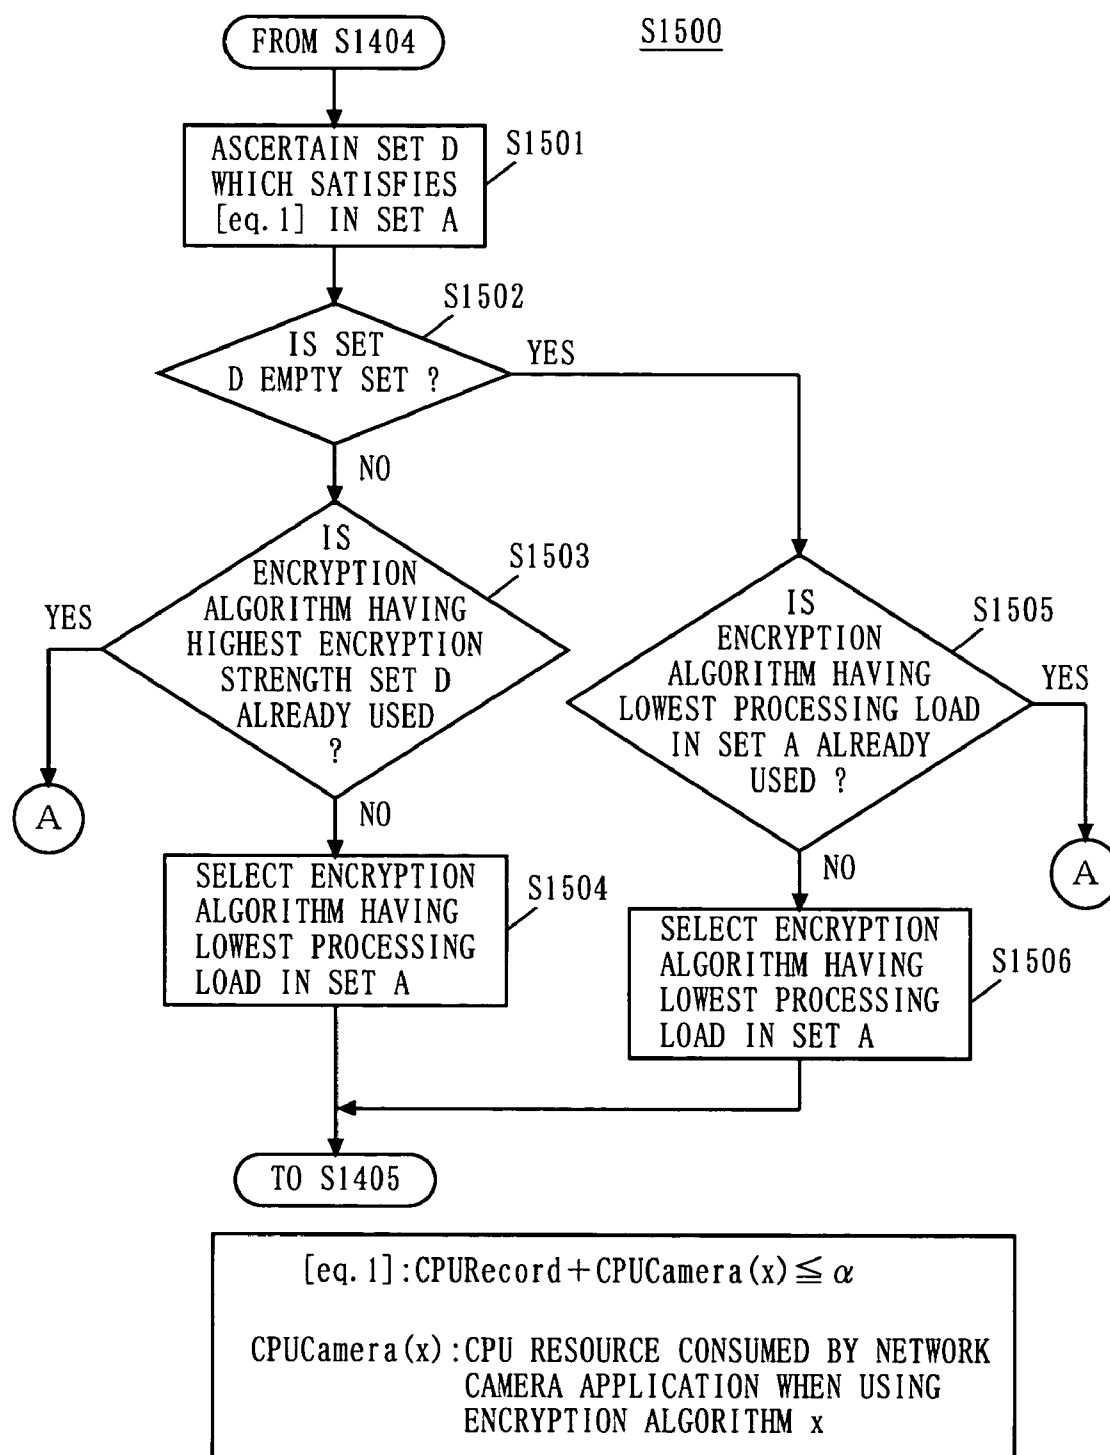 FROM S1404
S1500
ASCERTAIN SET D
WHICH SATISFIES
[eq.1] IN SET A
S1501
S1502
IS SET
D EMPTY SET ?
YES
NO
IS
ENCRYPTION
ALGORITHM HAVING
HIGHEST ENCRYPTION
STRENGTH SET D
ALREADY USED
?
S1503
YES
A
NO
IS
ENCRYPTION
ALGORITHM HAVING
LOWEST PROCESSING LOAD
IN SET A ALREADY
USED ?
S1505
YES
A
NO
SELECT ENCRYPTION
ALGORITHM HAVING
LOWEST PROCESSING
LOAD IN SET A
S1504
SELECT ENCRYPTION
ALGORITHM HAVING
LOWEST PROCESSING
LOAD IN SET A
S1506
TO S1405
[eq.1]:CPURecord+CPUCamera(x)≦α
CPUCamera(x):CPU RESOURCE CONSUMED BY NETWORK
CAMERA APPLICATION WHEN USING
ENCRYPTION ALGORITHM x